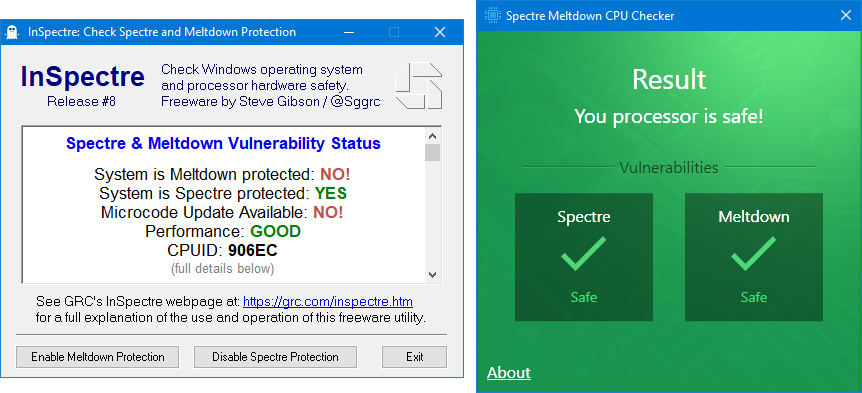 InSpectre: Check Spectre and Meltdown Protection
InSpectre
Release #8
Check Windows operating system
and processor hardware safety.
Freeware by Steve Gibson / @Sggrc
Spectre & Meltdown Vulnerability Status
System is Meltdown protected: NO!
System is Spectre protected: YES
Microcode Update Available: NO!
Performance: GOOD
CPUID: 906EC
(full details below)
See GRC's InSpectre webpage at: https://grc.com/inspectre.htm
for a full explanation of the use and operation of this freeware utility.
Enable Meltdown Protection
Disable Spectre Protection
Exit
Spectre Meltdown CPU Checker
Result
You processor is safe!
Vulnerabilities
Spectre
Safe
Meltdown
Safe
About